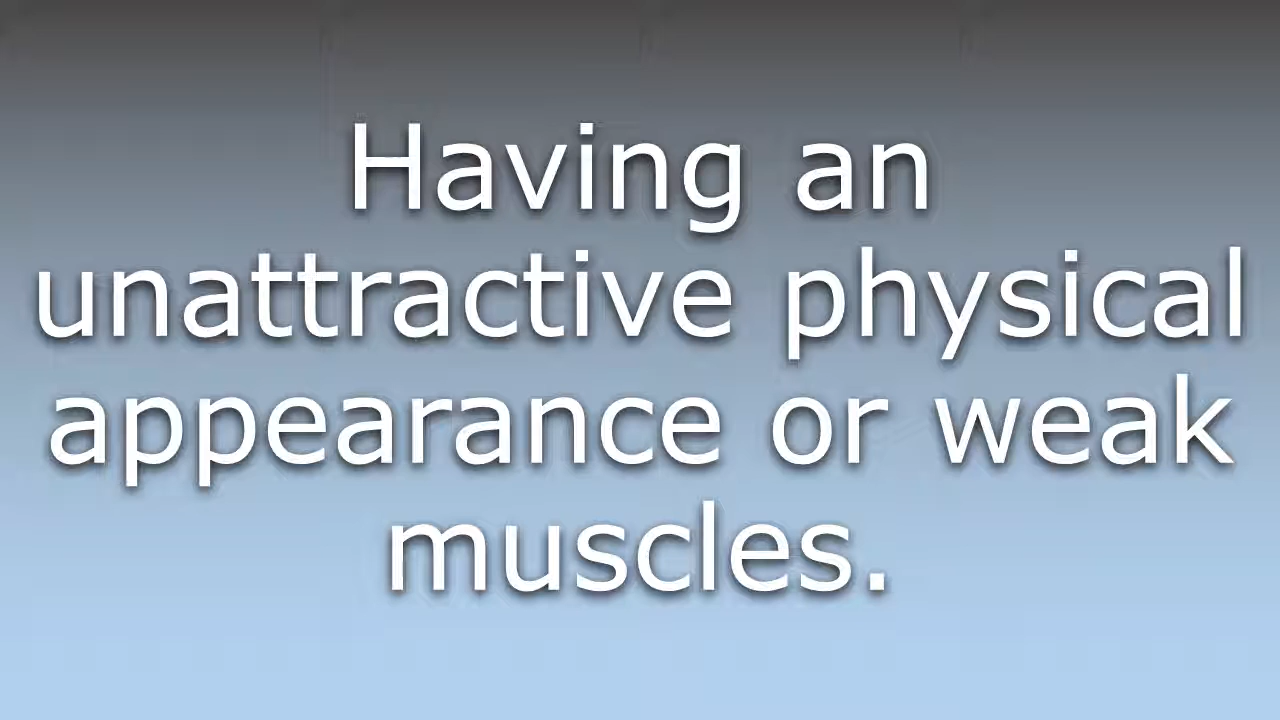 Having an
unattractive physical
appearance or weak
muscles.